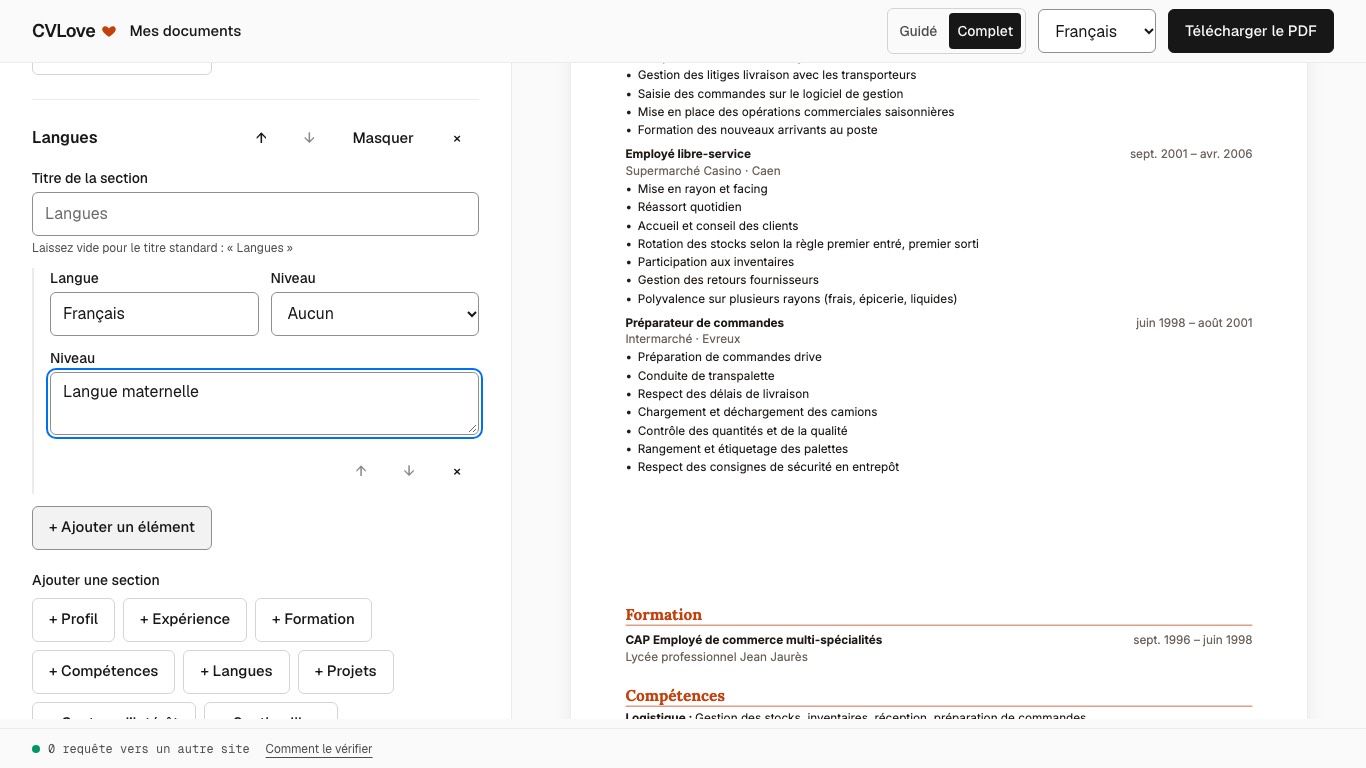 CVLove Mes documents
Guidé Complet Français Télécharger le PDF
Langues ↑ ↓ Masquer ×
Titre de la section
Langues
Laissez vide pour le titre standard : « Langues »
Langue Niveau
Français Aucun
Niveau
Langue maternelle
↑ ↓ ×
+ Ajouter un élément
Ajouter une section
+ Profil + Expérience + Formation
+ Compétences + Langues + Projets
• Gestion des litiges livraison avec les transporteurs
• Saisie des commandes sur le logiciel de gestion
• Mise en place des opérations commerciales saisonnières
• Formation des nouveaux arrivants au poste
Employé libre-service sept. 2001 – avr. 2006
Supermarché Casino · Caen
• Mise en rayon et facing
• Réassort quotidien
• Accueil et conseil des clients
• Rotation des stocks selon la règle premier entré, premier sorti
• Participation aux inventaires
• Gestion des retours fournisseurs
• Polyvalence sur plusieurs rayons (frais, épicerie, liquides)
Préparateur de commandes juin 1998 – août 2001
Intermarché · Evreux
• Préparation de commandes drive
• Conduite de transpalette
• Respect des délais de livraison
• Chargement et déchargement des camions
• Contrôle des quantités et de la qualité
• Rangement et étiquetage des palettes
• Respect des consignes de sécurité en entrepôt
Formation
CAP Employé de commerce multi-spécialités sept. 1996 – juin 1998
Lycée professionnel Jean Jaurès
Compétences
Logistique : Gestion des stocks, inventaires, réception, préparation de commandes
0 requête vers un autre site Comment le vérifier